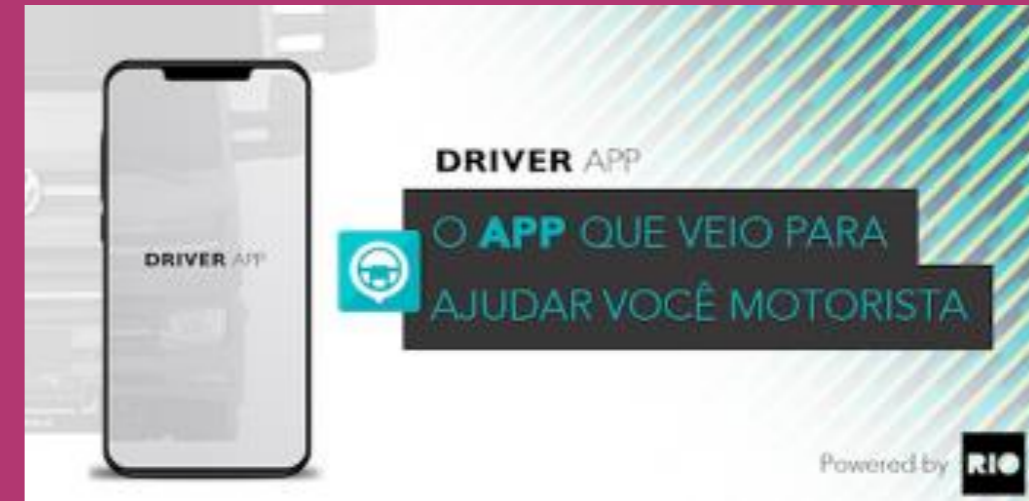 DRIVER APP
DRIVER APP
O APP QUE VEIO PARA
AJUDAR VOCÊ MOTORISTA
Powered by RIO